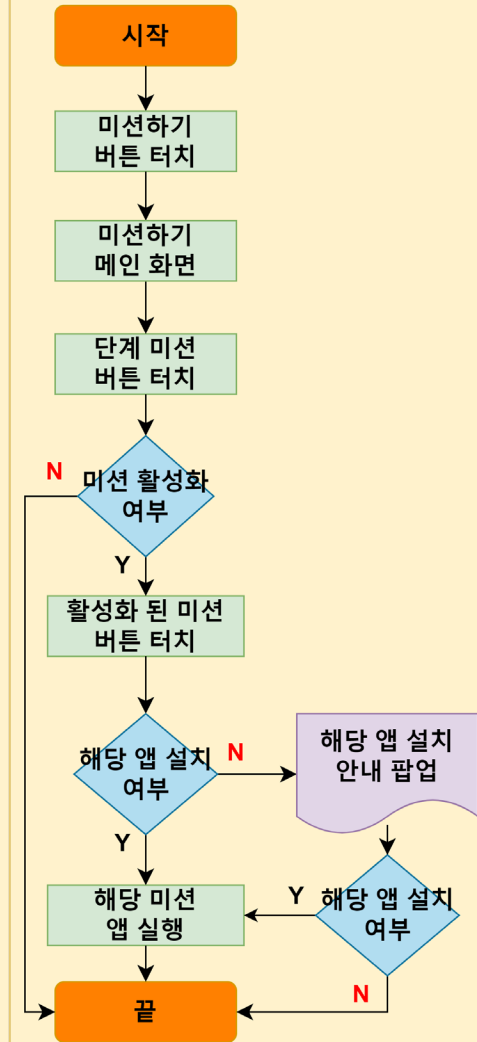 시작
미션하기
버튼 터치
미션하기
메인 화면
단계 미션
버튼 터치
N
미션 활성화
여부
Y
활성화 된 미션
버튼 터치
해당 앱 설치
여부
N
해당 앱 설치
안내 팝업
Y
해당 미션
앱 실행
Y
해당 앱 설치
여부
N
끝